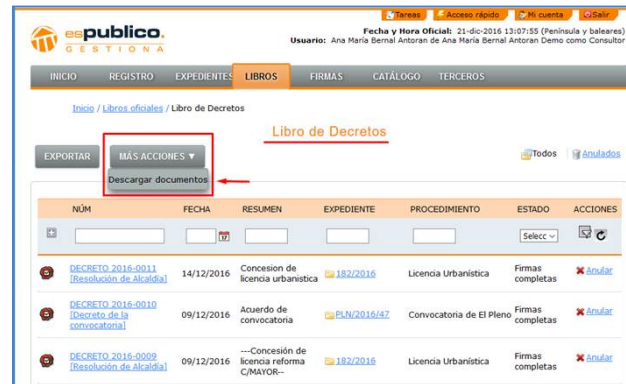 Tareas Acceso rápido Mi cuenta Salir
espublico.
GESTIONA
Fecha y Hora Oficial: 21-dic-2016 13:07:55 (Península y baleares)
Usuario: Ana María Bernal Antoran de Ana María Bernal Antoran Demo como Consultor
INICIO REGISTRO EXPEDIENTES LIBROS FIRMAS CATÁLOGO TERCEROS
Inicio / Libros oficiales / Libro de Decretos
Libro de Decretos
EXPORTAR MÁS ACCIONES ▼ Todos Anulados
Descargar documentos
NÚM FECHA RESUMEN EXPEDIENTE PROCEDIMIENTO ESTADO ACCIONES
Selecc
DECRETO 2016-0011
[Resolución de Alcaldía]
14/12/2016
Concesion de
licencia urbanistica
182/2016
Licencia Urbanística
Firmas
completas
Anular
DECRETO 2016-0010
[Decreto de la
convocatoria]
09/12/2016
Acuerdo de
convocatoria
PLN/2016/47
Convocatoria de El Pleno
Firmas
completas
Anular
DECRETO 2016-0009
[Resolución de Alcaldía]
09/12/2016
---Concesión de
licencia reforma
C/MAYOR--
182/2016
Licencia Urbanística
Firmas
completas
Anular